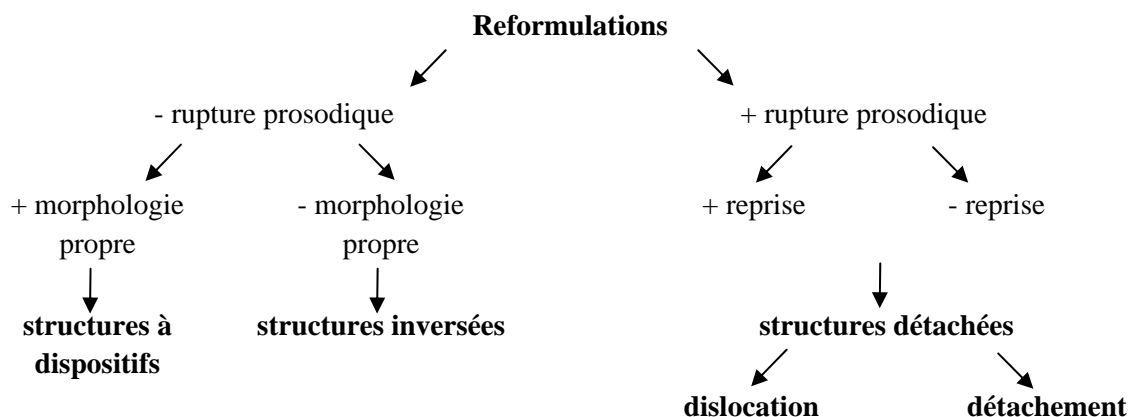 Reformulations
- rupture prosodique + rupture prosodique
+ morphologie - morphologie + reprise - reprise
propre propre
structures à structures inversées structures détachées
dispositifs
dislocation détachement